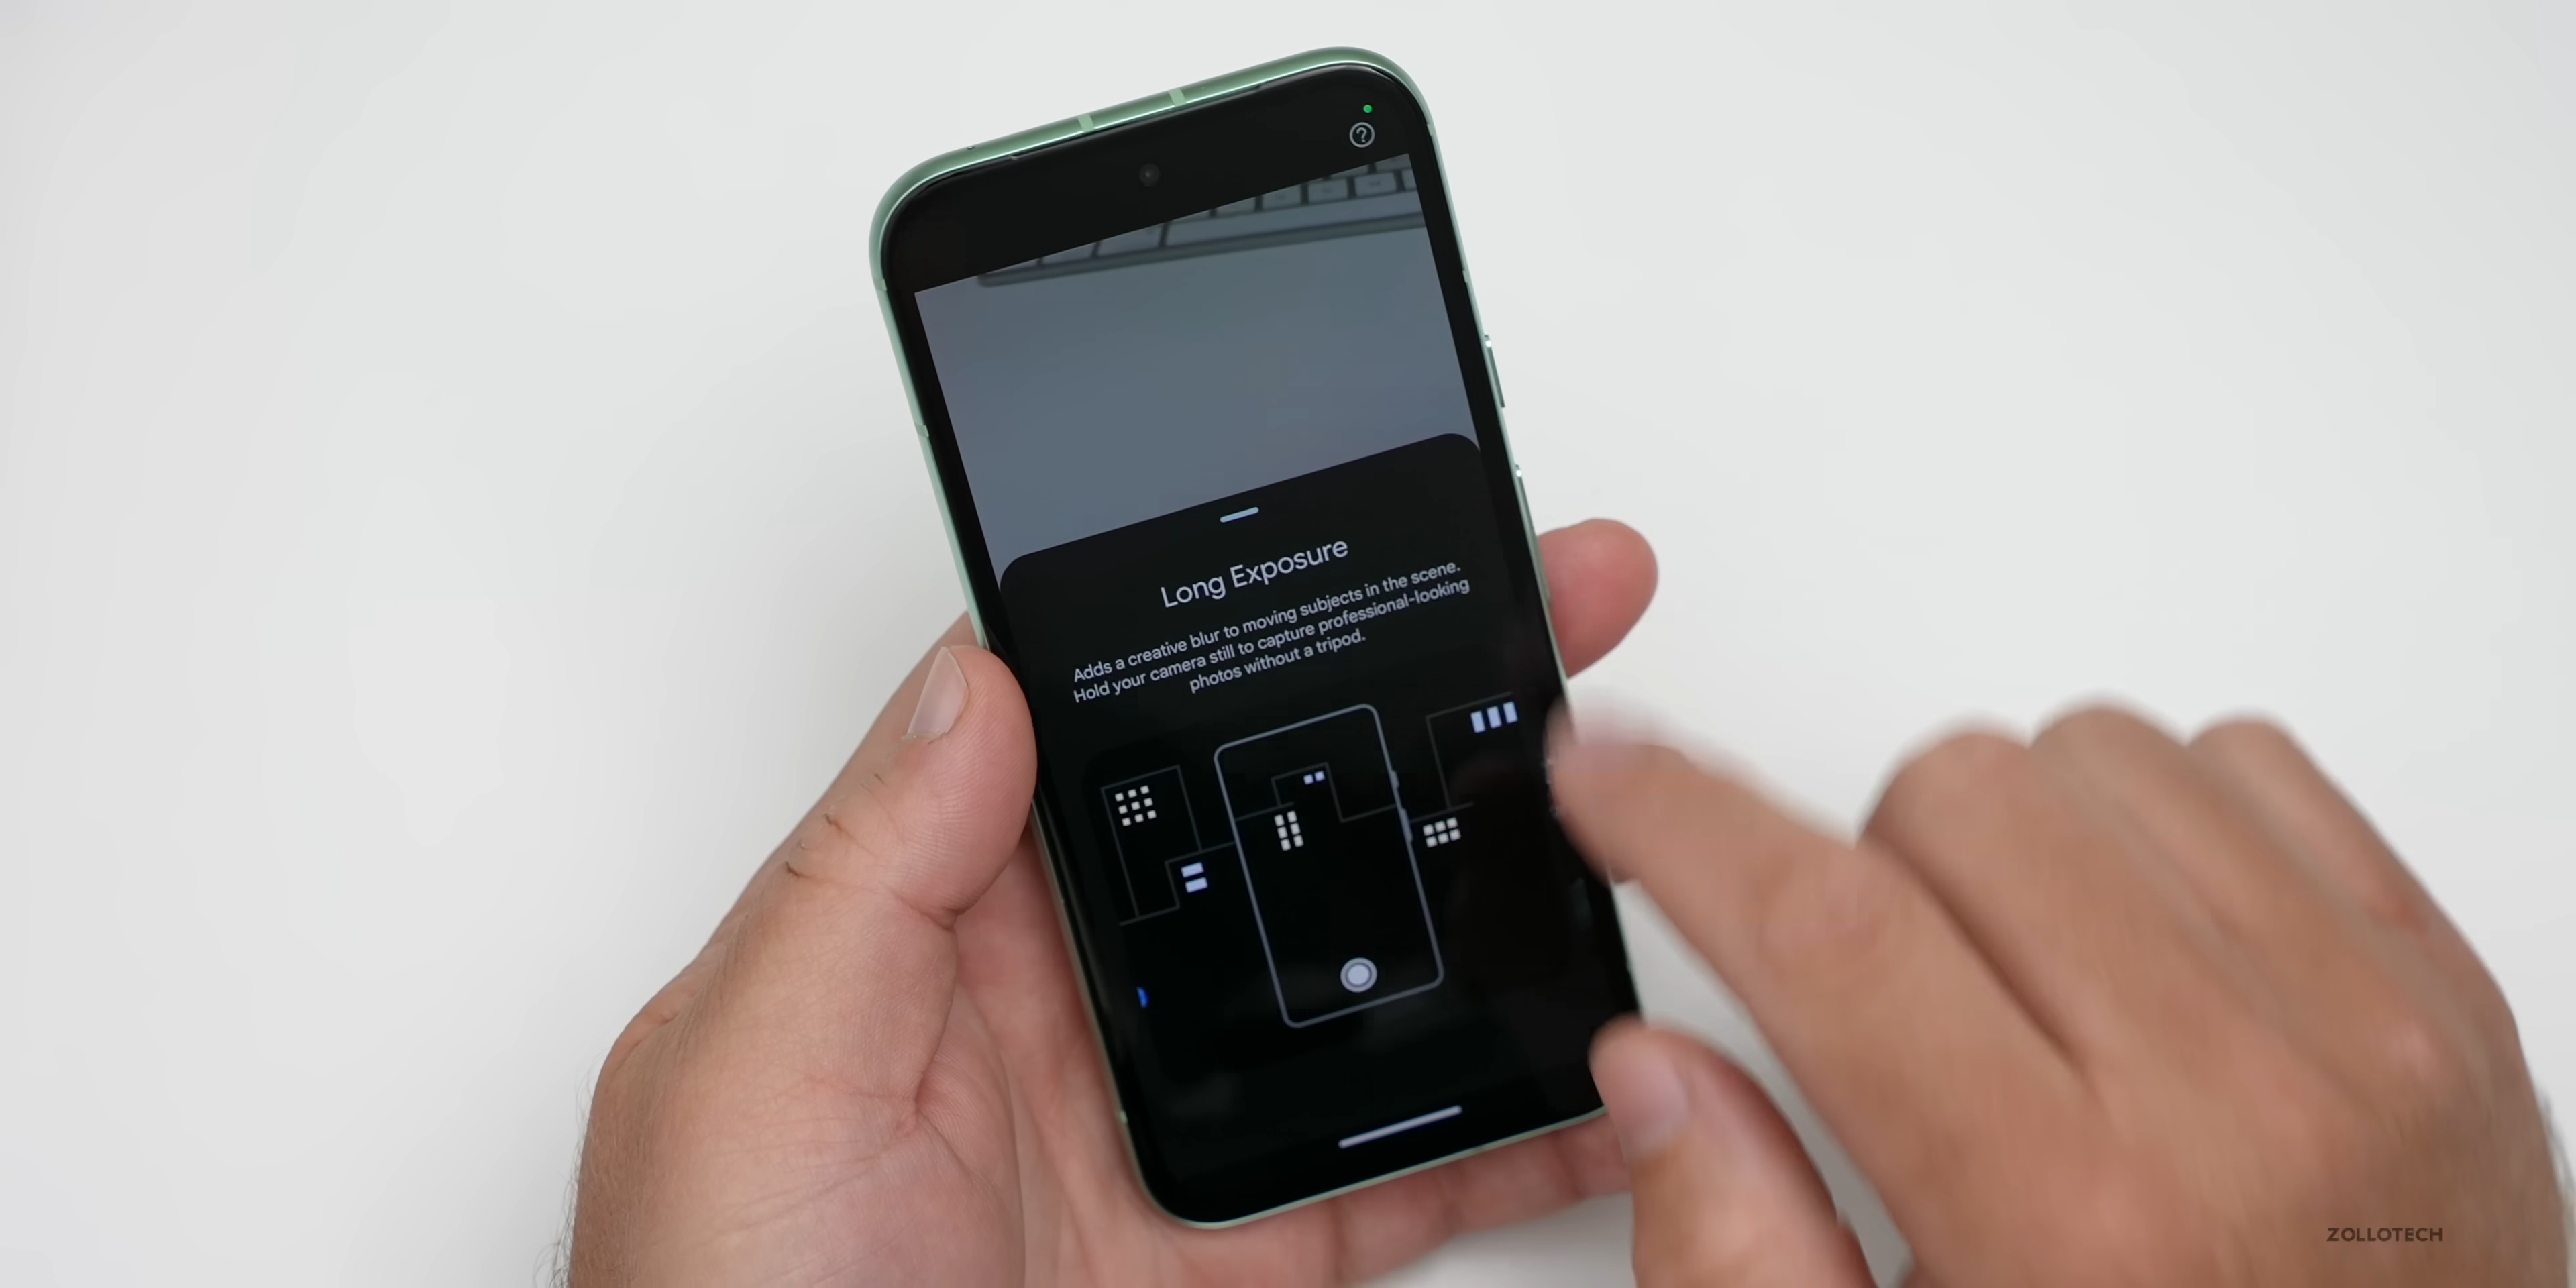 Long Exposure
Adds a creative blur to moving subjects in the scene.
Hold your camera still to capture professional-looking
photos without a tripod.
ZOLLOTECH